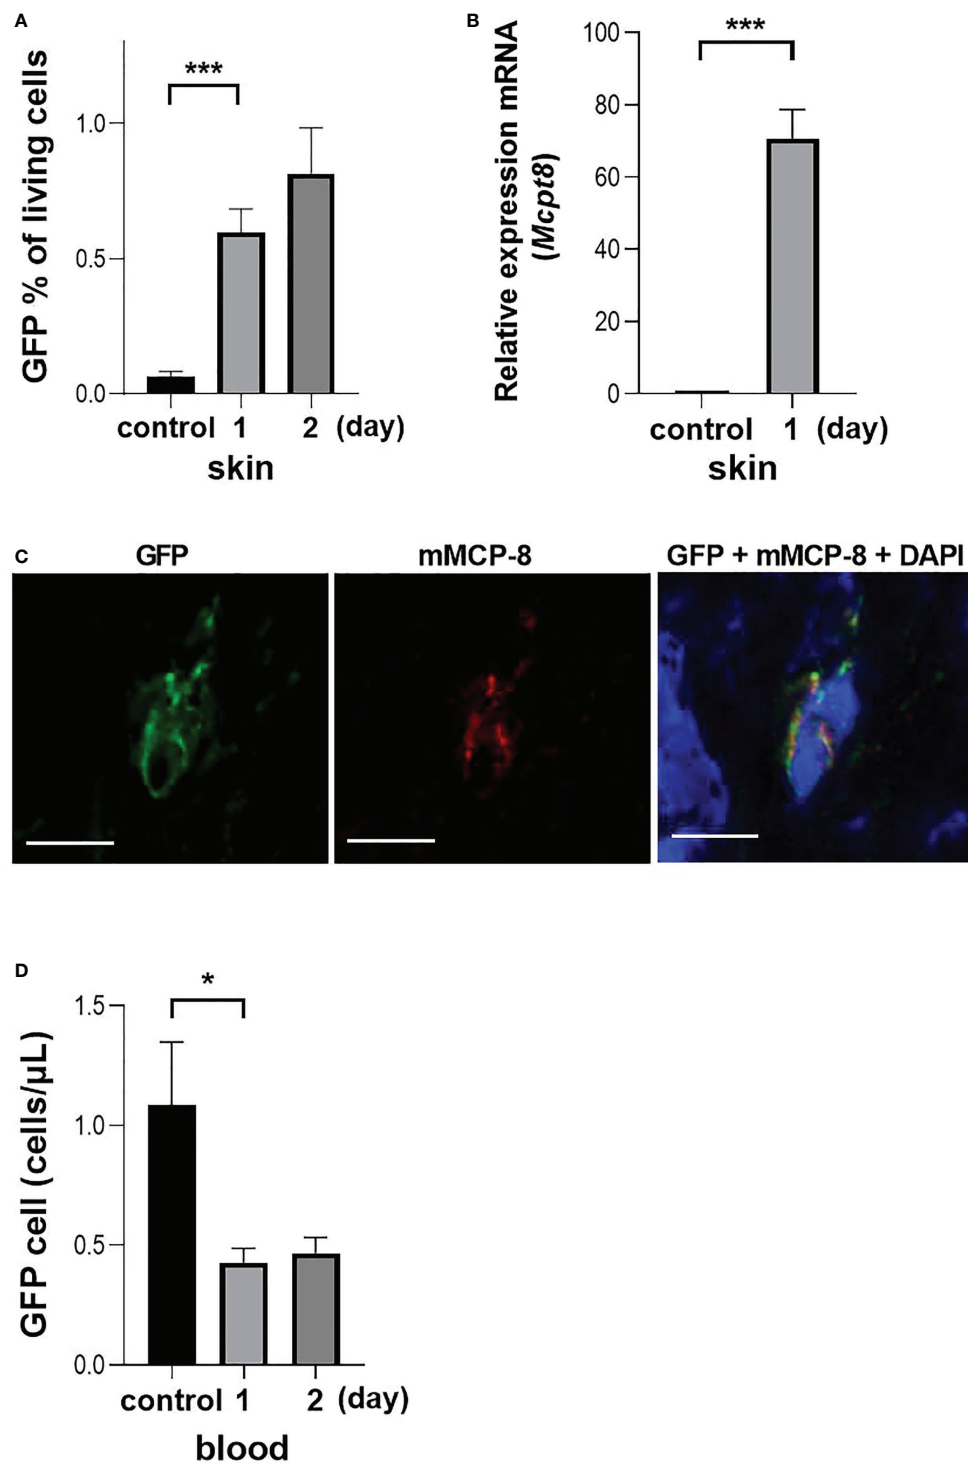 A
GFP % of living cells
***
1.0
0.5
0.0
control 1 2 (day)
skin
B
Relative expression mRNA
(Mcpt8)
***
100
80
60
40
20
0
control 1 (day)
skin
C
GFP
mMCP-8
GFP + mMCP-8 + DAPI
D
GFP cell (cells/µL)
*
1.5
1.0
0.5
0.0
control 1 2 (day)
blood